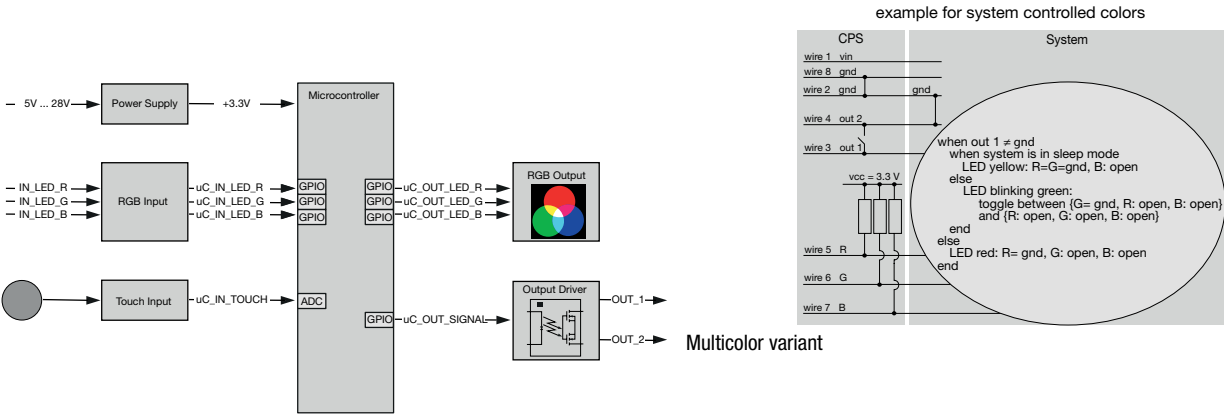 5V ... 28V
Power Supply
+3.3V
Microcontroller
IN_LED_R
IN_LED_G
IN_LED_B
RGB Input
uC_IN_LED_R
uC_IN_LED_G
uC_IN_LED_B
GPIO
GPIO
GPIO
GPIO
GPIO
GPIO
uC_OUT_LED_R
uC_OUT_LED_G
uC_OUT_LED_B
RGB Output
Touch Input
uC_IN_TOUCH
ADC
GPIO
uC_OUT_SIGNAL
Output Driver
OUT_1
OUT_2
Multicolor variant
example for system controlled colors
CPS
System
wire 1 vin
wire 8 gnd
wire 2 gnd
gnd
wire 4 out 2
wire 3 out 1
vcc = 3.3 V
wire 5 R
wire 6 G
wire 7 B
when out 1 ≠ gnd
when system is in sleep mode
LED yellow: R=G=gnd, B: open
else
LED blinking green:
toggle between {G= gnd, R: open, B: open}
and {R: open, G: open, B: open}
end
else
LED red: R= gnd, G: open, B: open
end